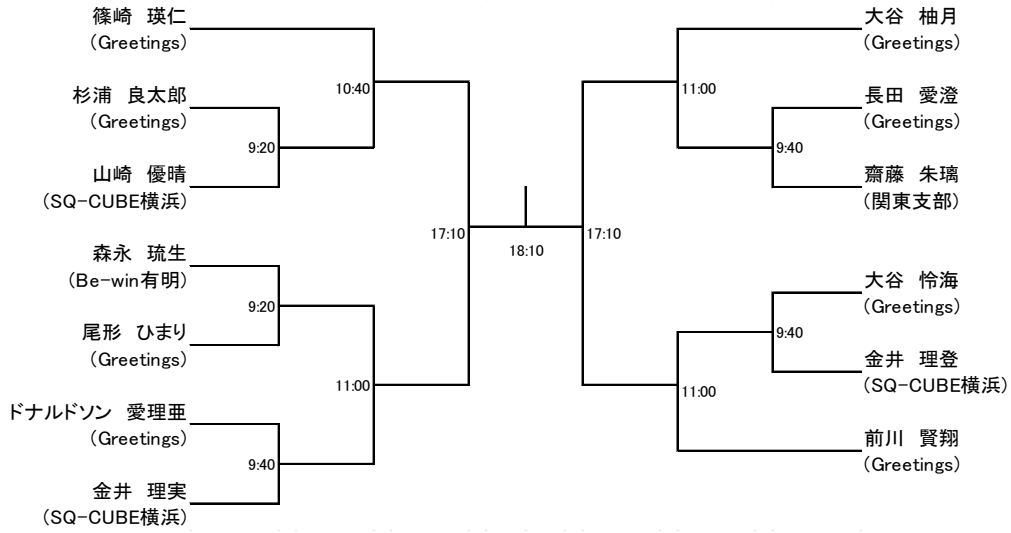 篠崎　瑛仁
(Greetings)
杉浦　良太郎
(Greetings)
山崎　優晴
(SQ-CUBE横浜)
森永　琉生
(Be-win有明)
尾形　ひまり
(Greetings)
ドナルドソン　愛理亜
(Greetings)
金井　理実
(SQ-CUBE横浜)
10:40
9:20
9:20
11:00
9:40
17:10
18:10
17:10
11:00
9:40
9:40
11:00
大谷　柚月
(Greetings)
長田　愛澄
(Greetings)
齋藤　朱璃
(関東支部)
大谷　怜海
(Greetings)
金井　理登
(SQ-CUBE横浜)
前川　賢翔
(Greetings)